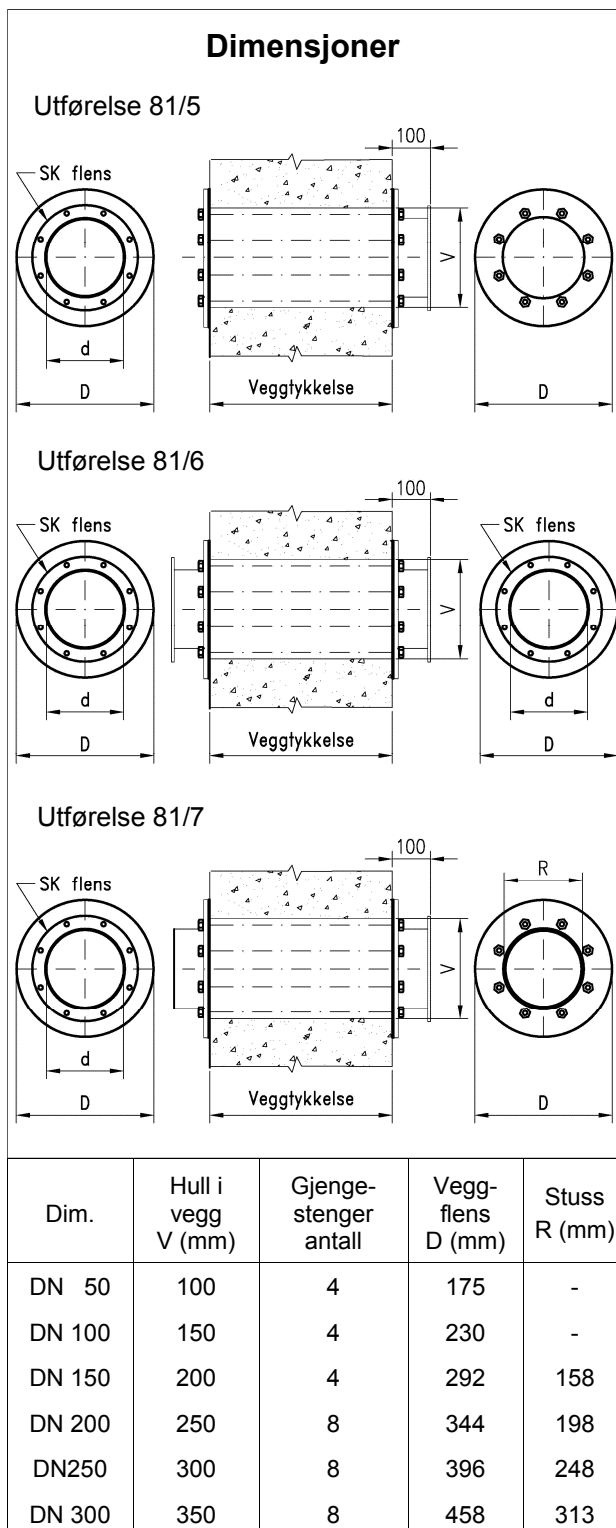 Dimensjoner
Utførelse 81/5
100
SK flens
V
d
D
Veggtykkelse
D
Utførelse 81/6
100
SK flens
SK flens
V
d
D
Veggtykkelse
d
D
Utførelse 81/7
100
R
SK flens
V
d
D
Veggtykkelse
D
Dim.
Hull i
vegg
V (mm)
Gjenge-
stenger
antall
Vegg-
flens
D (mm)
Stuss
R (mm)
DN 50 100 4 175 -
DN 100 150 4 230 -
DN 150 200 4 292 158
DN 200 250 8 344 198
DN250 300 8 396 248
DN 300 350 8 458 313